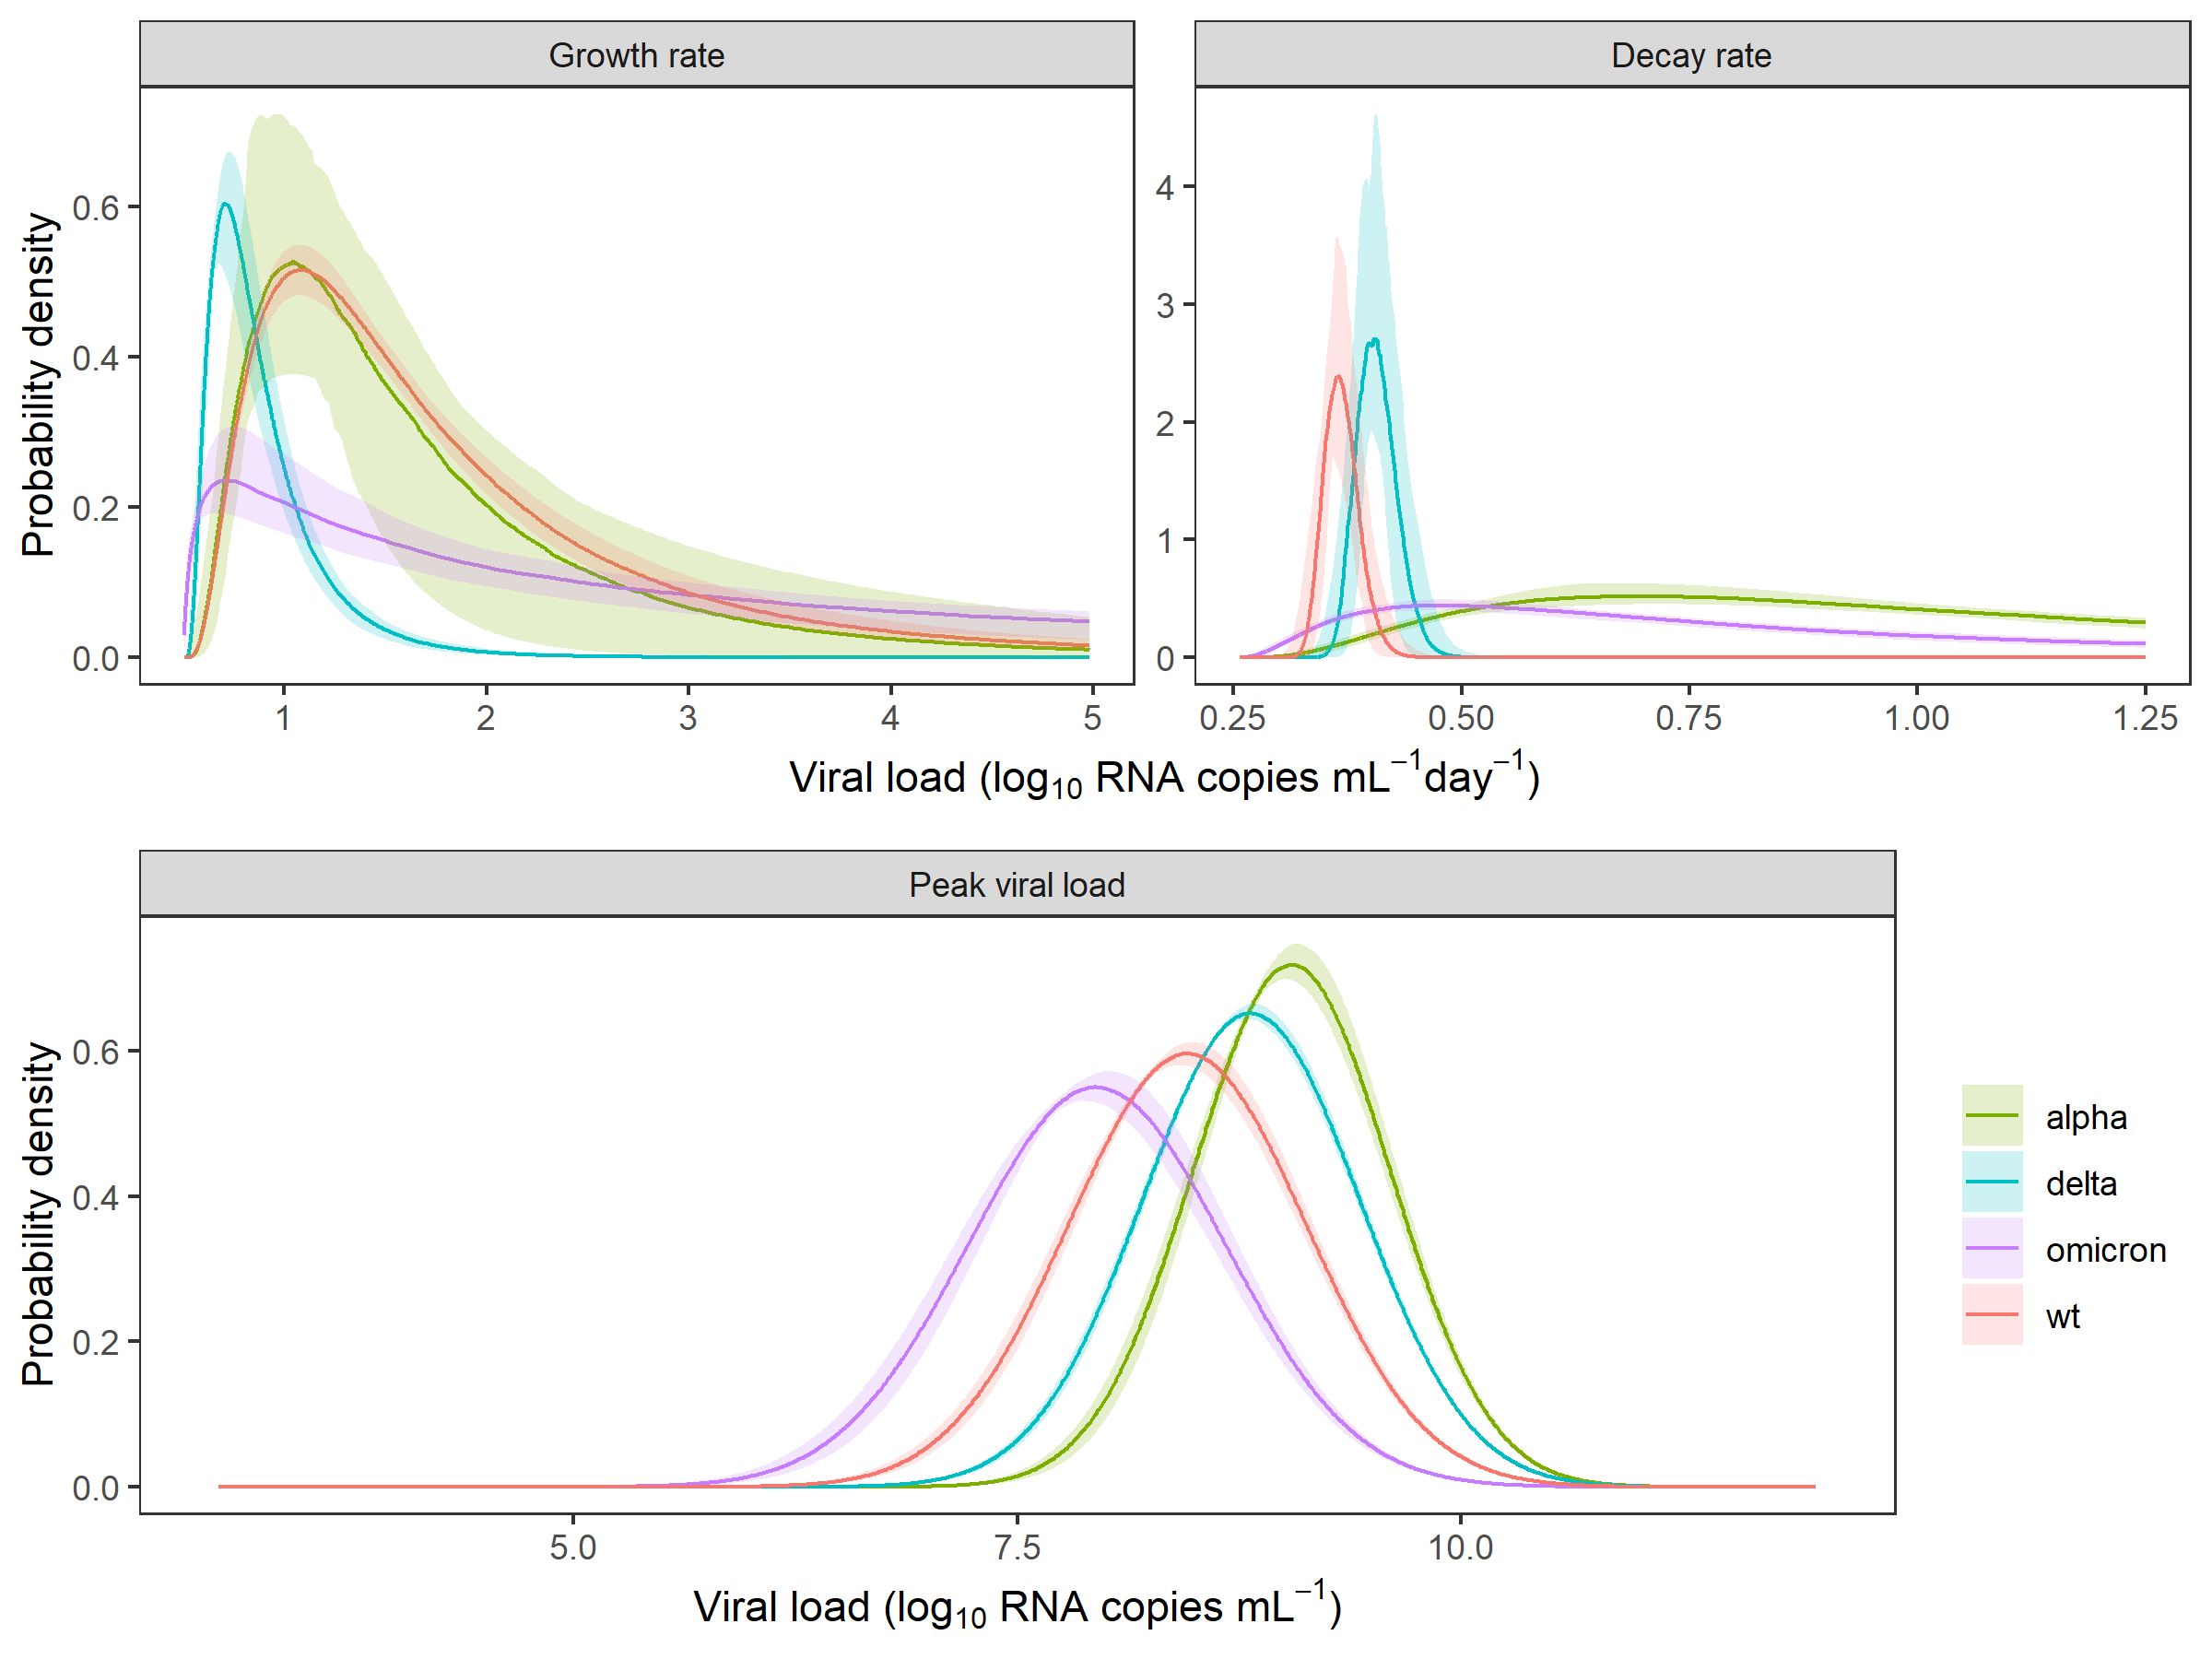 Growth rate
Decay rate
Probability density
0.6
0.4
0.2
0.0
4
3
2
1
0
1 2 3 4 5
0.25 0.50 0.75 1.00 1.25
Viral load (log₁₀ RNA copies mL⁻¹day⁻¹)
Peak viral load
Probability density
0.6
0.4
0.2
0.0
5.0 7.5 10.0
Viral load (log₁₀ RNA copies mL⁻¹)
alpha
delta
omicron
wt